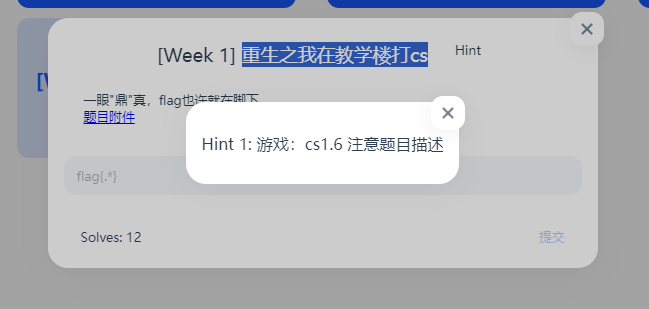 [Week 1] 重生之我在教学楼打cs
Hint
一眼"鼎"真，flag也许就在脚下
题目附件
Hint 1: 游戏：cs1.6 注意题目描述
flag{.*}
Solves: 12
提交